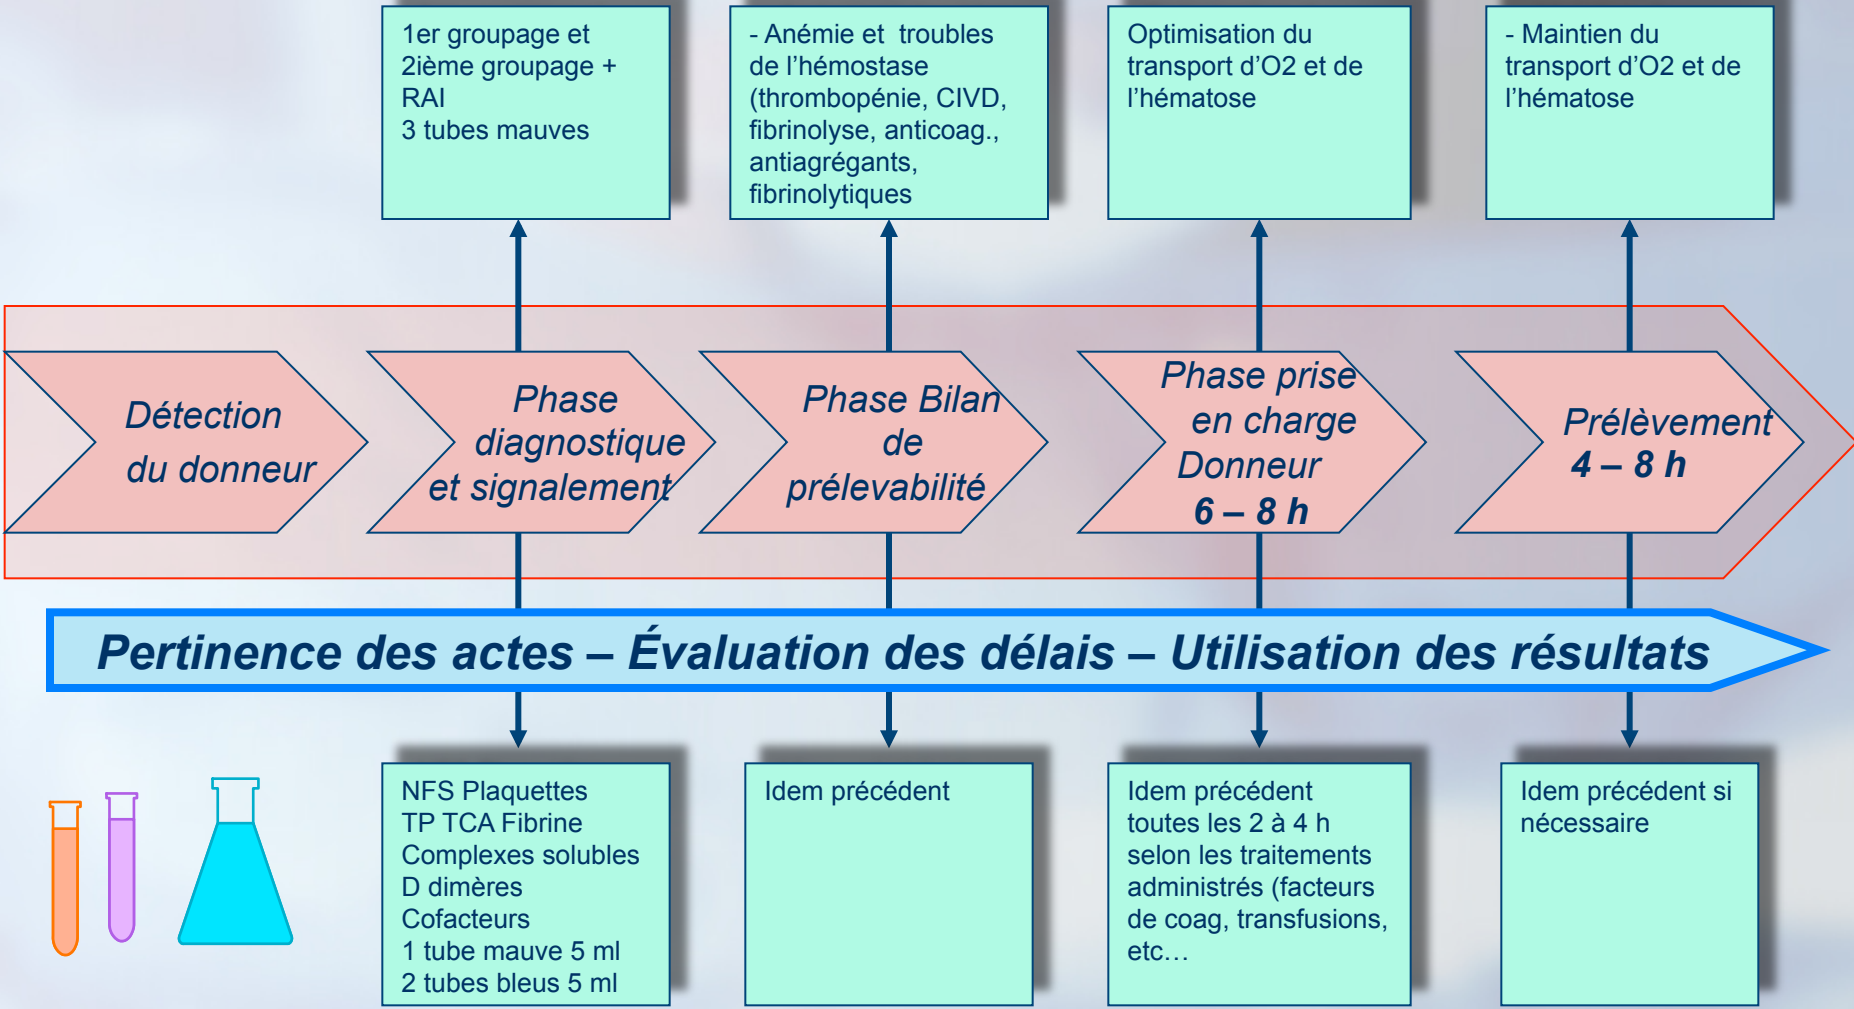 1er groupage et
2ième groupage +
RAI
3 tubes mauves
- Anémie et troubles
de l'hémostase
(thrombopénie, CIVD,
fibrinolyse, anticoag.,
antiagrégants,
fibrinolytiques
Optimisation du
transport d'O2 et de
l'hématose
- Maintien du
transport d'O2 et de
l'hématose
Détection
du donneur
Phase
diagnostique
et signalement
Phase Bilan
de
prélevabilité
Phase prise
en charge
Donneur
6 – 8 h
Prélèvement
4 – 8 h
Pertinence des actes – Évaluation des délais – Utilisation des résultats
NFS Plaquettes
TP TCA Fibrine
Complexes solubles
D dimères
Cofacteurs
1 tube mauve 5 ml
2 tubes bleus 5 ml
Idem précédent
Idem précédent
toutes les 2 à 4 h
selon les traitements
administrés (facteurs
de coag, transfusions,
etc…
Idem précédent si
nécessaire